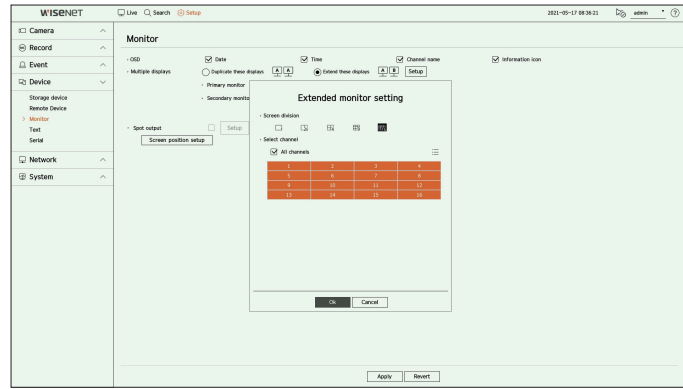 WISENET
Live Search Setup
2021-05-17 08:36:21 admin
Camera
Record
Event
Device
Storage device
Remote Device
Monitor
Text
Serial
Network
System
Monitor
OSD Date Time Channel name Information icon
Multiple displays Duplicate these displays A A Extend these displays A B Setup
Primary monitor
Secondary monito
Spot output Setup
Screen position setup
Extended monitor setting
Screen division
Select channel
All channels
1 2 3 4
5 6 7 8
9 10 11 12
13 14 15 16
Ok Cancel
Apply Revert